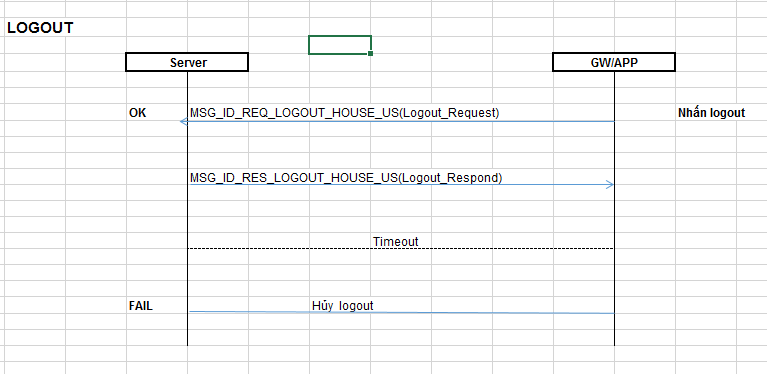 LOGOUT
Server
GW/APP
OK
MSG_ID_REQ_LOGOUT_HOUSE_US(Logout_Request)
Nhấn logout
MSG_ID_RES_LOGOUT_HOUSE_US(Logout_Respond)
Timeout
FAIL
Hủy logout